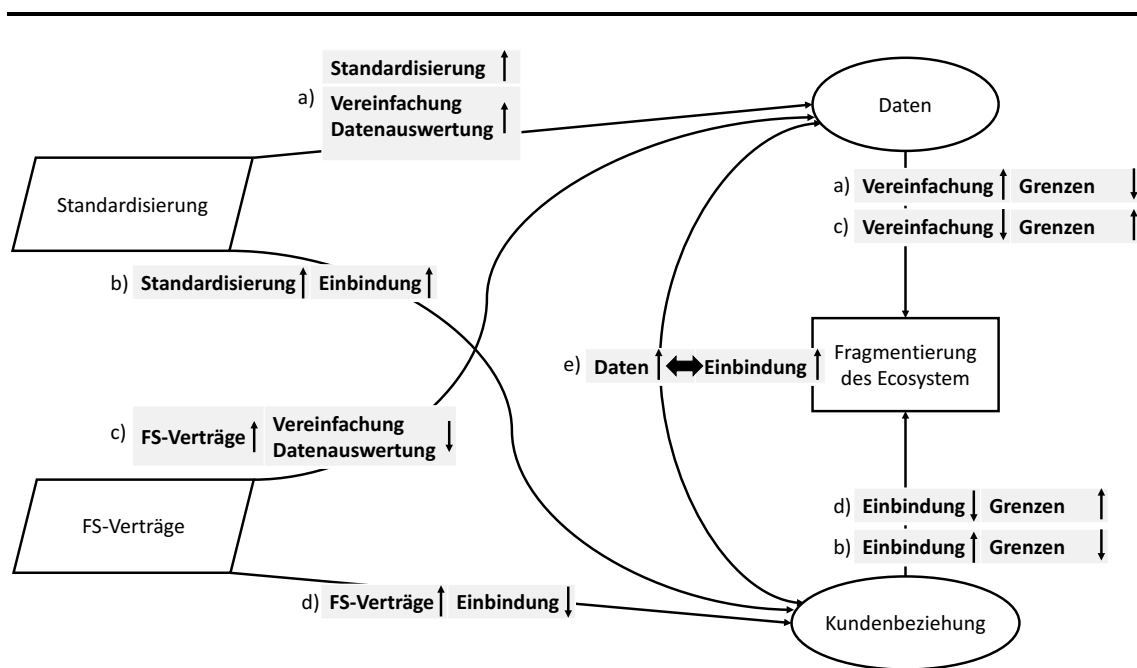 Standardisierung
a)
Vereinfachung
Datenauswertung
Daten
a) Vereinfachung Grenzen
c) Vereinfachung Grenzen
Standardisierung
b) Standardisierung Einbindung
e) Daten Einbindung
Fragmentierung
des Ecosystem
c) FS-Verträge
Vereinfachung
Datenauswertung
FS-Verträge
d) Einbindung Grenzen
b) Einbindung Grenzen
d) FS-Verträge Einbindung
Kundenbeziehung